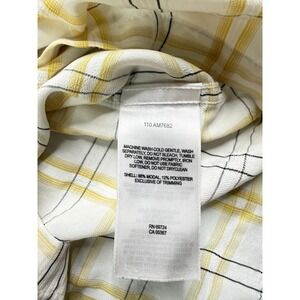 110 AM7682
MACHINE WASH COLD GENTLE, WASH
SEPARATELY, DO NOT BLEACH, TUMBLE
DRY LOW, REMOVE PROMPTLY, IRON
LOW, DO NOT USE FABRIC
SOFTENER, DO NOT DRYCLEAN
SHELL: 88% MODAL, 12% POLYESTER
EXCLUSIVE OF TRIMMING
RN 69724
CA 00367